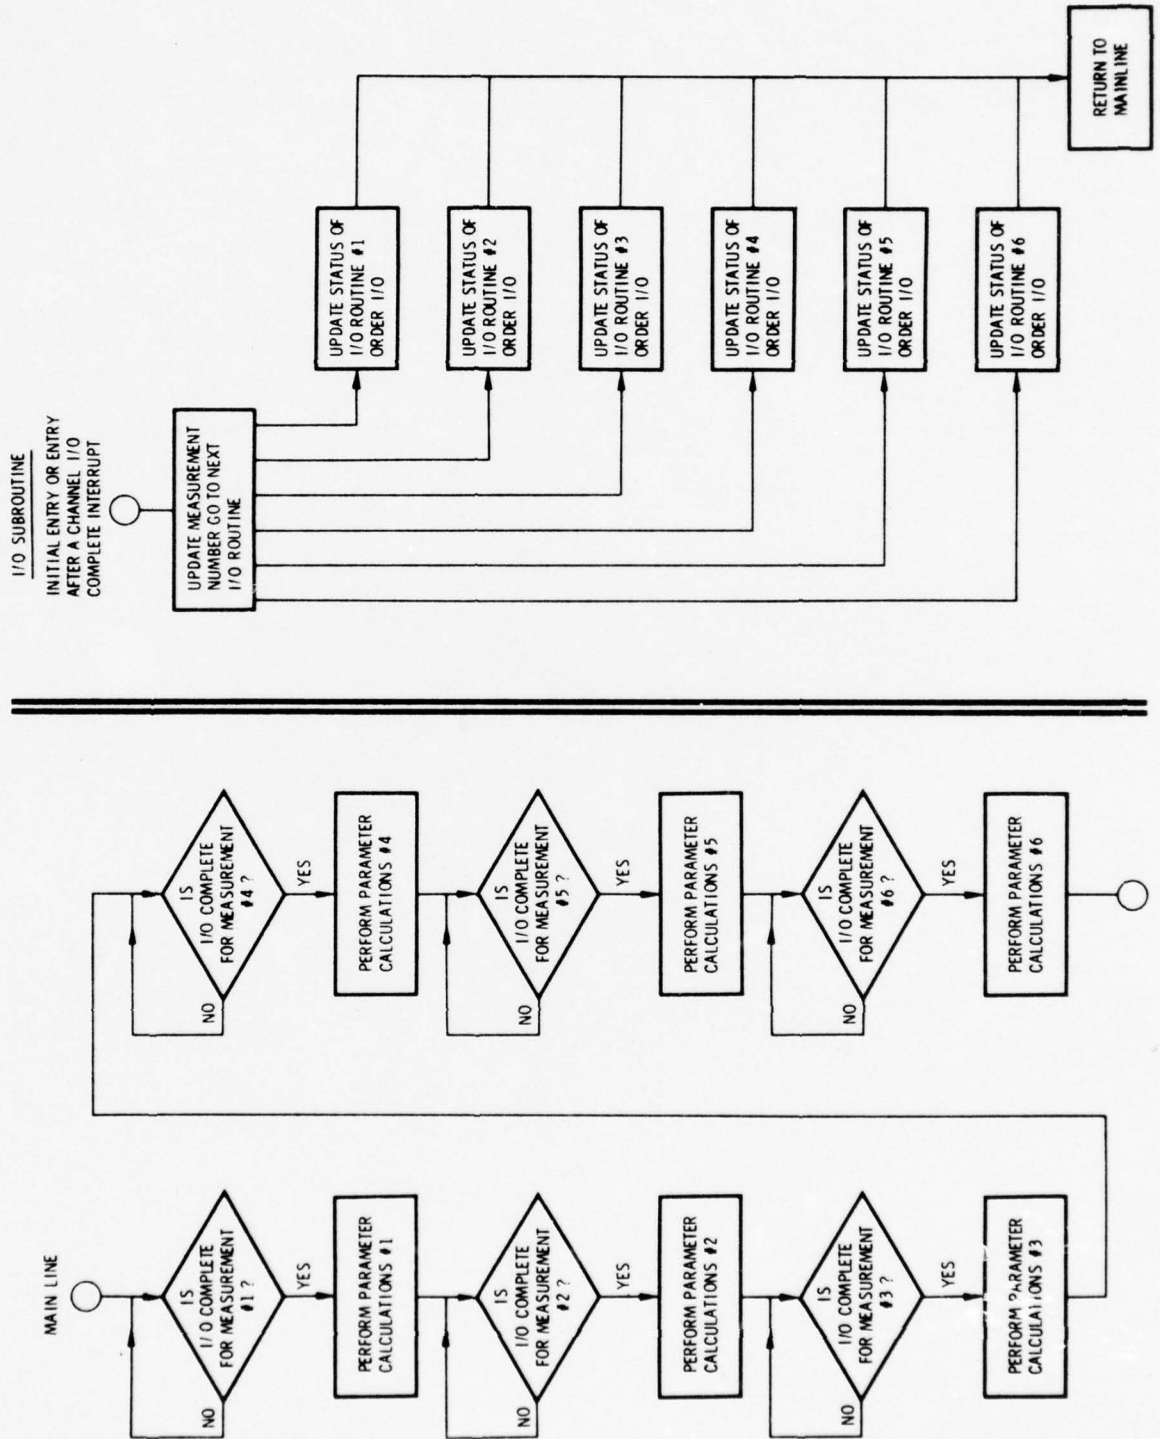 MAIN LINE
IS
I/O COMPLETE
FOR MEASUREMENT
#1 ?
NO
YES
PERFORM PARAMETER
CALCULATIONS #1
IS
I/O COMPLETE
FOR MEASUREMENT
#2 ?
NO
YES
PERFORM PARAMETER
CALCULATIONS #2
IS
I/O COMPLETE
FOR MEASUREMENT
#3 ?
NO
YES
PERFORM PARAMETER
CALCULATIONS #3
IS
I/O COMPLETE
FOR MEASUREMENT
#4 ?
NO
YES
PERFORM PARAMETER
CALCULATIONS #4
IS
I/O COMPLETE
FOR MEASUREMENT
#5 ?
NO
YES
PERFORM PARAMETER
CALCULATIONS #5
IS
I/O COMPLETE
FOR MEASUREMENT
#6 ?
NO
YES
PERFORM PARAMETER
CALCULATIONS #6
I/O SUBROUTINE
INITIAL ENTRY OR ENTRY
AFTER A CHANNEL I/O
COMPLETE INTERRUPT
UPDATE MEASUREMENT
NUMBER GO TO NEXT
I/O ROUTINE
UPDATE STATUS OF
I/O ROUTINE #1
ORDER I/O
UPDATE STATUS OF
I/O ROUTINE #2
ORDER I/O
UPDATE STATUS OF
I/O ROUTINE #3
ORDER I/O
UPDATE STATUS OF
I/O ROUTINE #4
ORDER I/O
UPDATE STATUS OF
I/O ROUTINE #5
ORDER I/O
UPDATE STATUS OF
I/O ROUTINE #6
ORDER I/O
RETURN TO
MAINLINE